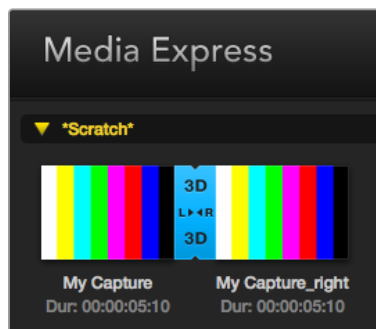 Media Express
*Scratch*
3D
L R
3D
My Capture
Dur: 00:00:05:10
My Capture_right
Dur: 00:00:05:10